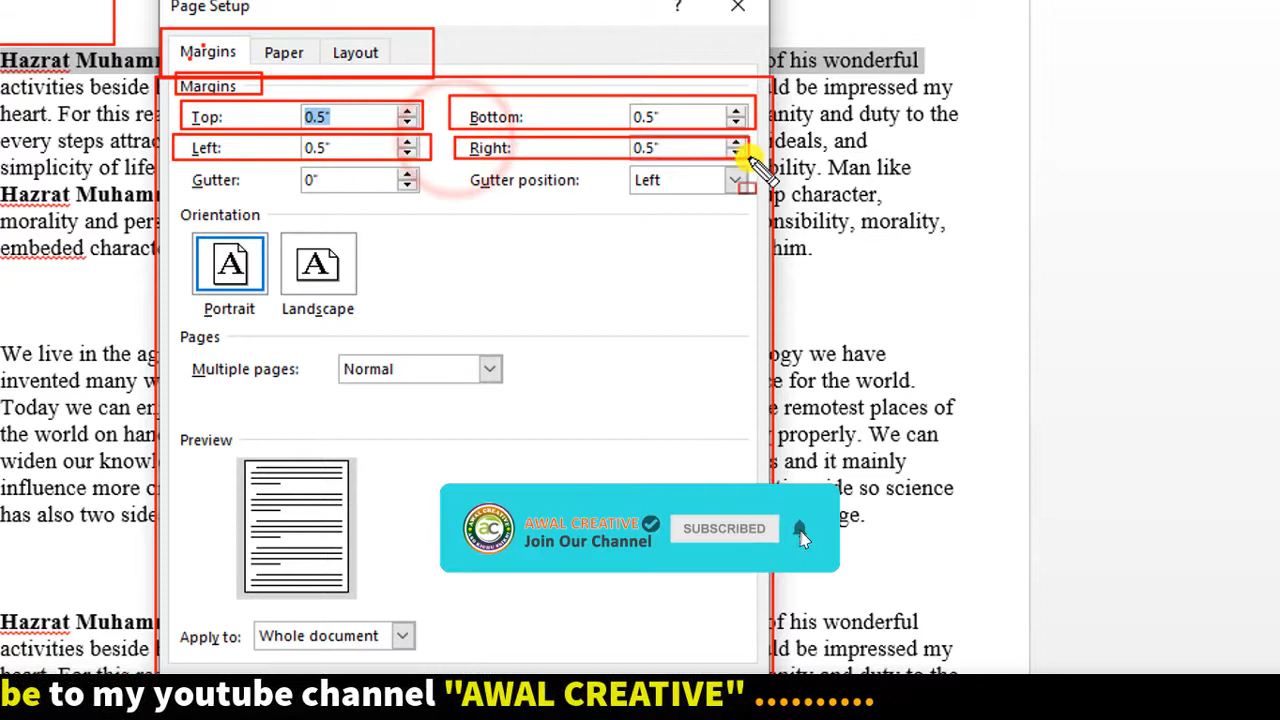 Page Setup ?
Margins Paper Layout
Hazrat Muham of his wonderful
Margins
activities beside ld be impressed my
Top: 0.5" Bottom: 0.5"
heart. For this re anity and duty to the
every steps attrac ideals, and
Left: 0.5" Right: 0.5"
simplicity of life bility. Man like
Gutter: 0" Gutter position: Left
Hazrat Muham p character,
morality and pers onsibility, morality,
Orientation
embeded charact him.
A A
Portrait Landscape
Pages
We live in the ag ogy we have
Multiple pages: Normal
invented many w e for the world.
Today we can en e remotest places of
the world on han properly. We can
Preview
widen our knowl s and it mainly
influence more c ide so science
has also two side ge.
ac AWAL CREATIVE SUBSCRIBED
Join Our Channel
Hazrat Muham of his wonderful
Apply to: Whole document
activities beside ld be impressed my
be to my youtube channel "AWAL CREATIVE" ..........